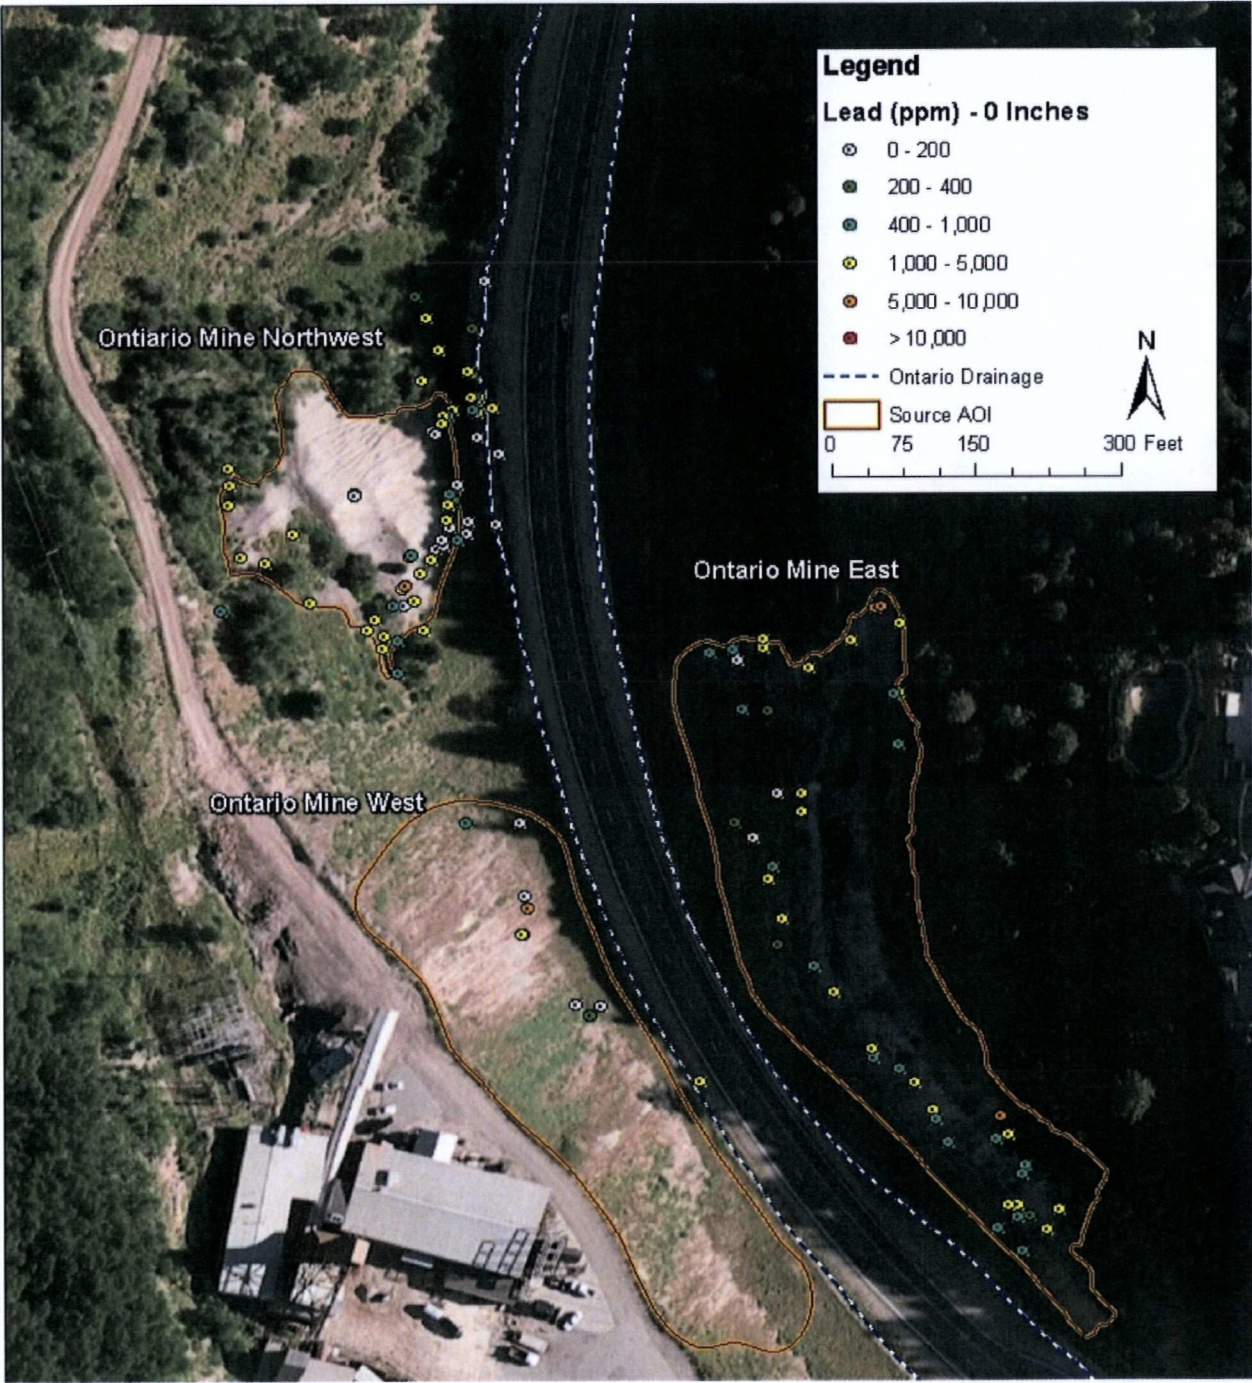 Legend
Lead (ppm) - 0 Inches
0 - 200
200 - 400
400 - 1,000
1,000 - 5,000
5,000 - 10,000
> 10,000
Ontario Drainage
Source AOI
0 75 150 300 Feet
N
Ontiario Mine Northwest
Ontario Mine East
Ontario Mine West